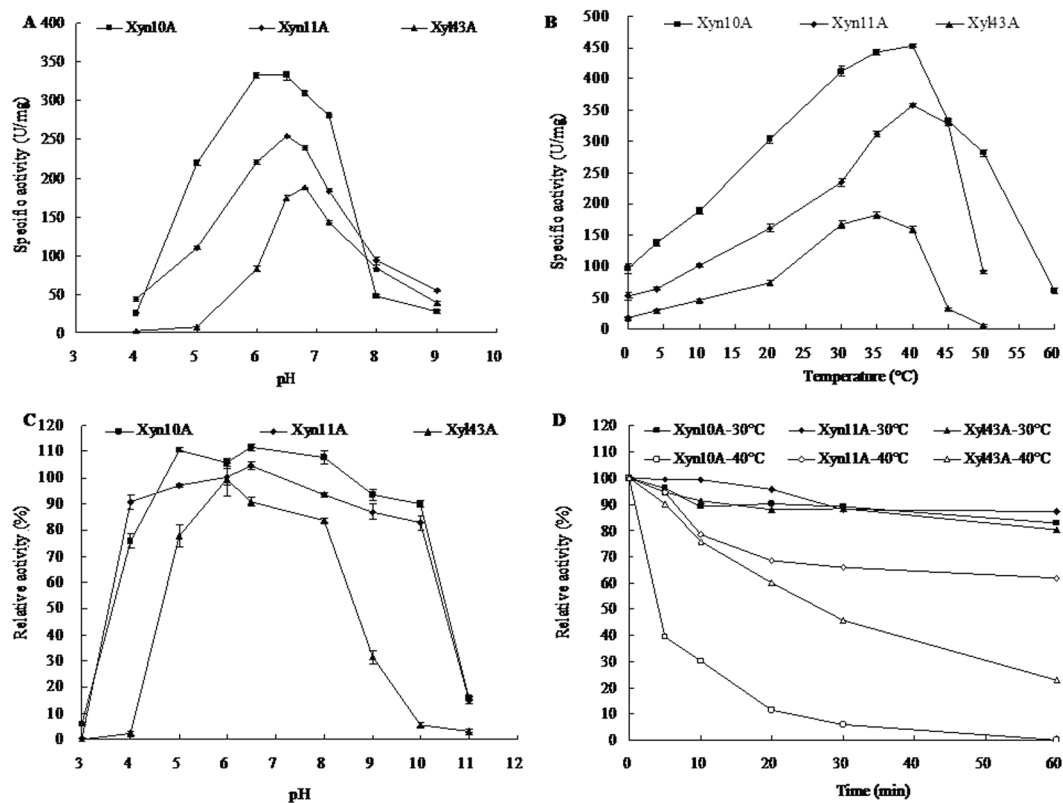 A
Xyn10A Xyn11A Xyl43A
Specific activity (U/mg)
400
350
300
250
200
150
100
50
0
3 4 5 6 7 8 9 10
pH
B
Xyn10A Xyn11A Xyl43A
Specific activity (U/mg)
500
450
400
350
300
250
200
150
100
50
0
0 5 10 15 20 25 30 35 40 45 50 55 60
Temperature (°C)
C
Xyn10A Xyn11A Xyl43A
Relative activity (%)
120
110
100
90
80
70
60
50
40
30
20
10
0
3 4 5 6 7 8 9 10 11 12
pH
D
Xyn10A-30°C Xyn11A-30°C Xyl43A-30°C
Xyn10A-40°C Xyn11A-40°C Xyl43A-40°C
Relative activity (%)
120
110
100
90
80
70
60
50
40
30
20
10
0
0 10 20 30 40 50 60
Time (min)